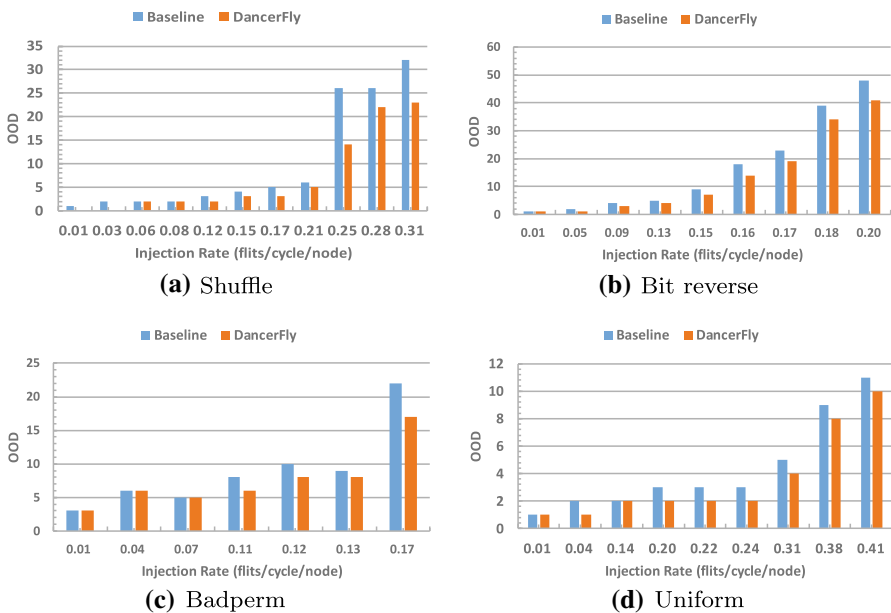 Baseline DancerFly
35
30
25
20
15
10
5
0
OOD
0.01 0.03 0.06 0.08 0.12 0.15 0.17 0.21 0.25 0.28 0.31
Injection Rate (flits/cycle/node)
(a) Shuffle
Baseline DancerFly
60
50
40
30
20
10
0
OOD
0.01 0.05 0.09 0.13 0.15 0.16 0.17 0.18 0.20
Injection Rate (flits/cycle/node)
(b) Bit reverse
Baseline DancerFly
25
20
15
10
5
0
OOD
0.01 0.04 0.07 0.11 0.12 0.13 0.17
Injection Rate (flits/cycle/node)
(c) Badperm
Baseline DancerFly
12
10
8
6
4
2
0
OOD
0.01 0.04 0.14 0.20 0.22 0.24 0.31 0.38 0.41
Injection Rate (flits/cycle/node)
(d) Uniform